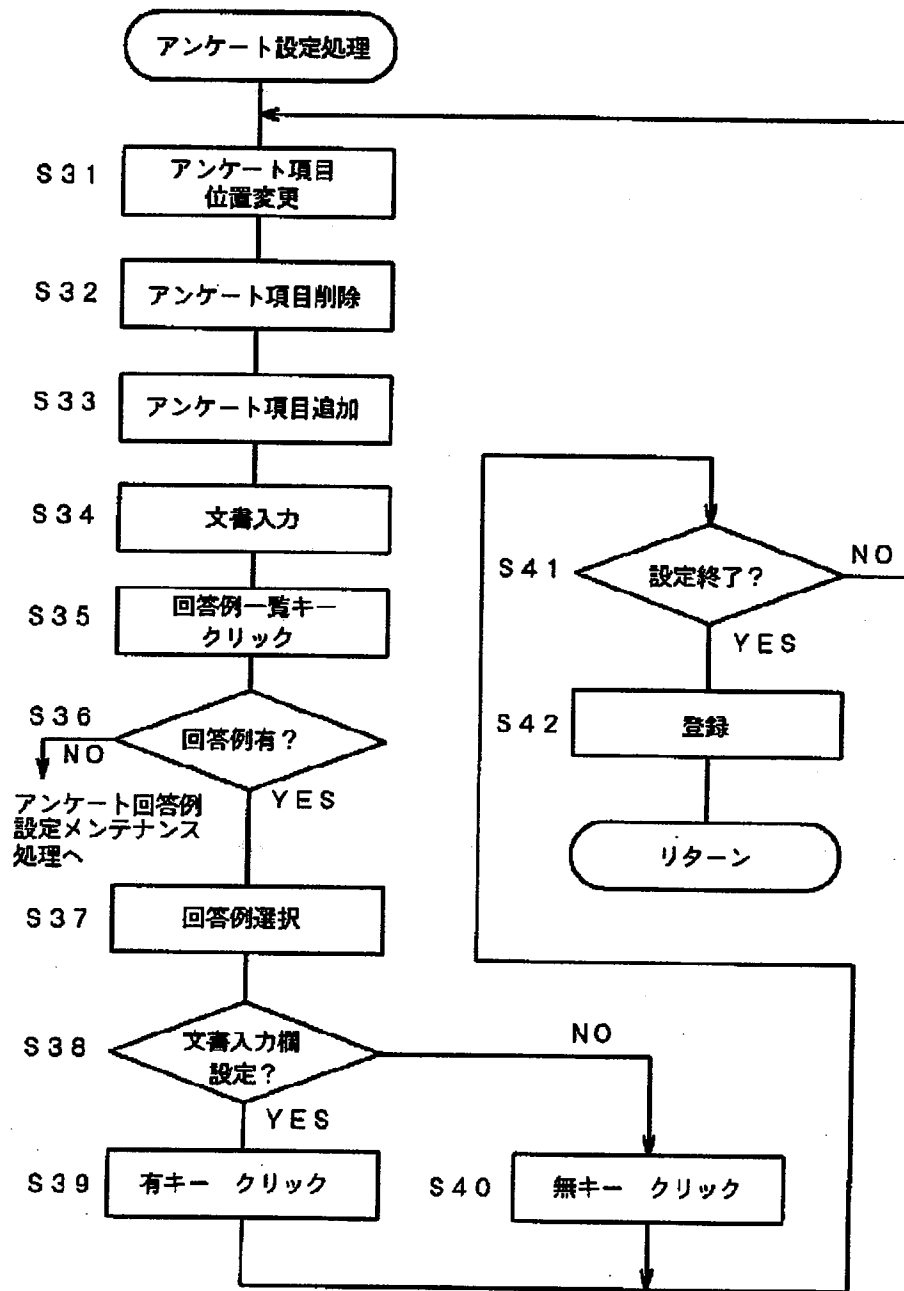 アンケート設定処理
S31
アンケート項目
位置変更
S32
アンケート項目削除
S33
アンケート項目追加
S34
文書入力
S35
回答例一覧キー
クリック
S36
回答例有?
NO
YES
アンケート回答例
設定メンテナンス
処理へ
S37
回答例選択
S38
文書入力欄
設定?
NO
YES
S39
有キー クリック
S40
無キー クリック
S41
設定終了?
NO
YES
S42
登録
リターン